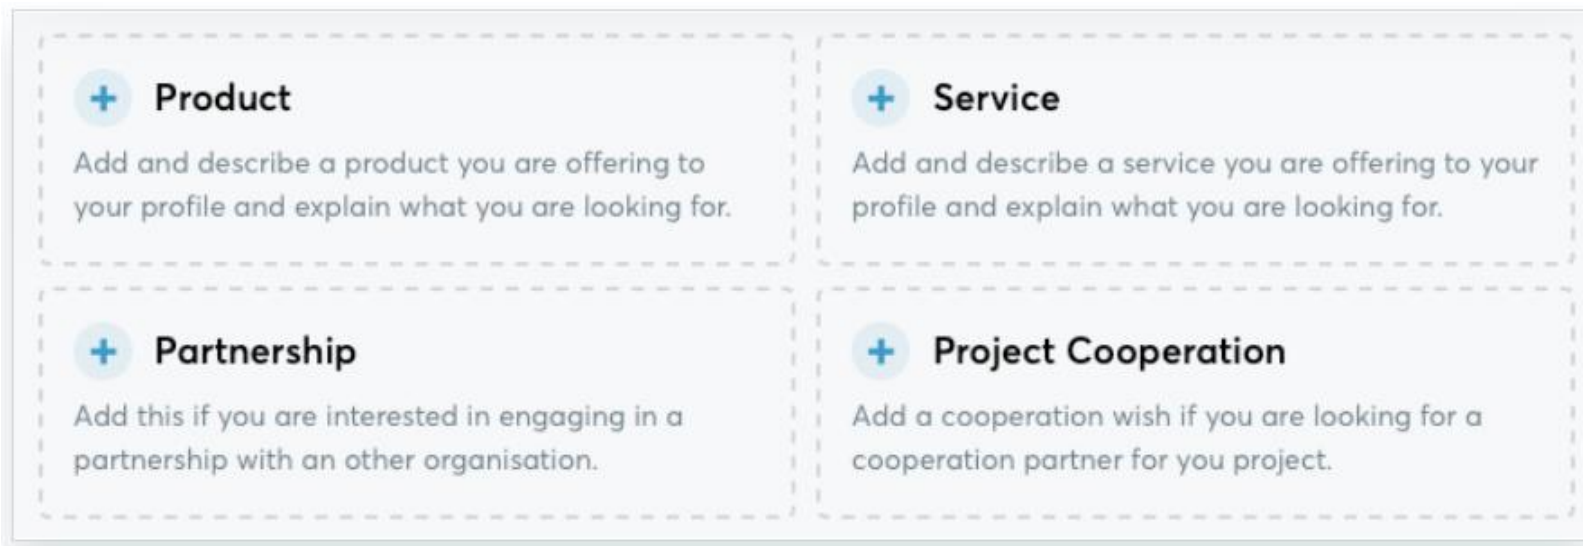 Product
Add and describe a product you are offering to
your profile and explain what you are looking for.
Service
Add and describe a service you are offering to your
profile and explain what you are looking for.
Partnership
Add this if you are interested in engaging in a
partnership with an other organisation.
Project Cooperation
Add a cooperation wish if you are looking for a
cooperation partner for you project.